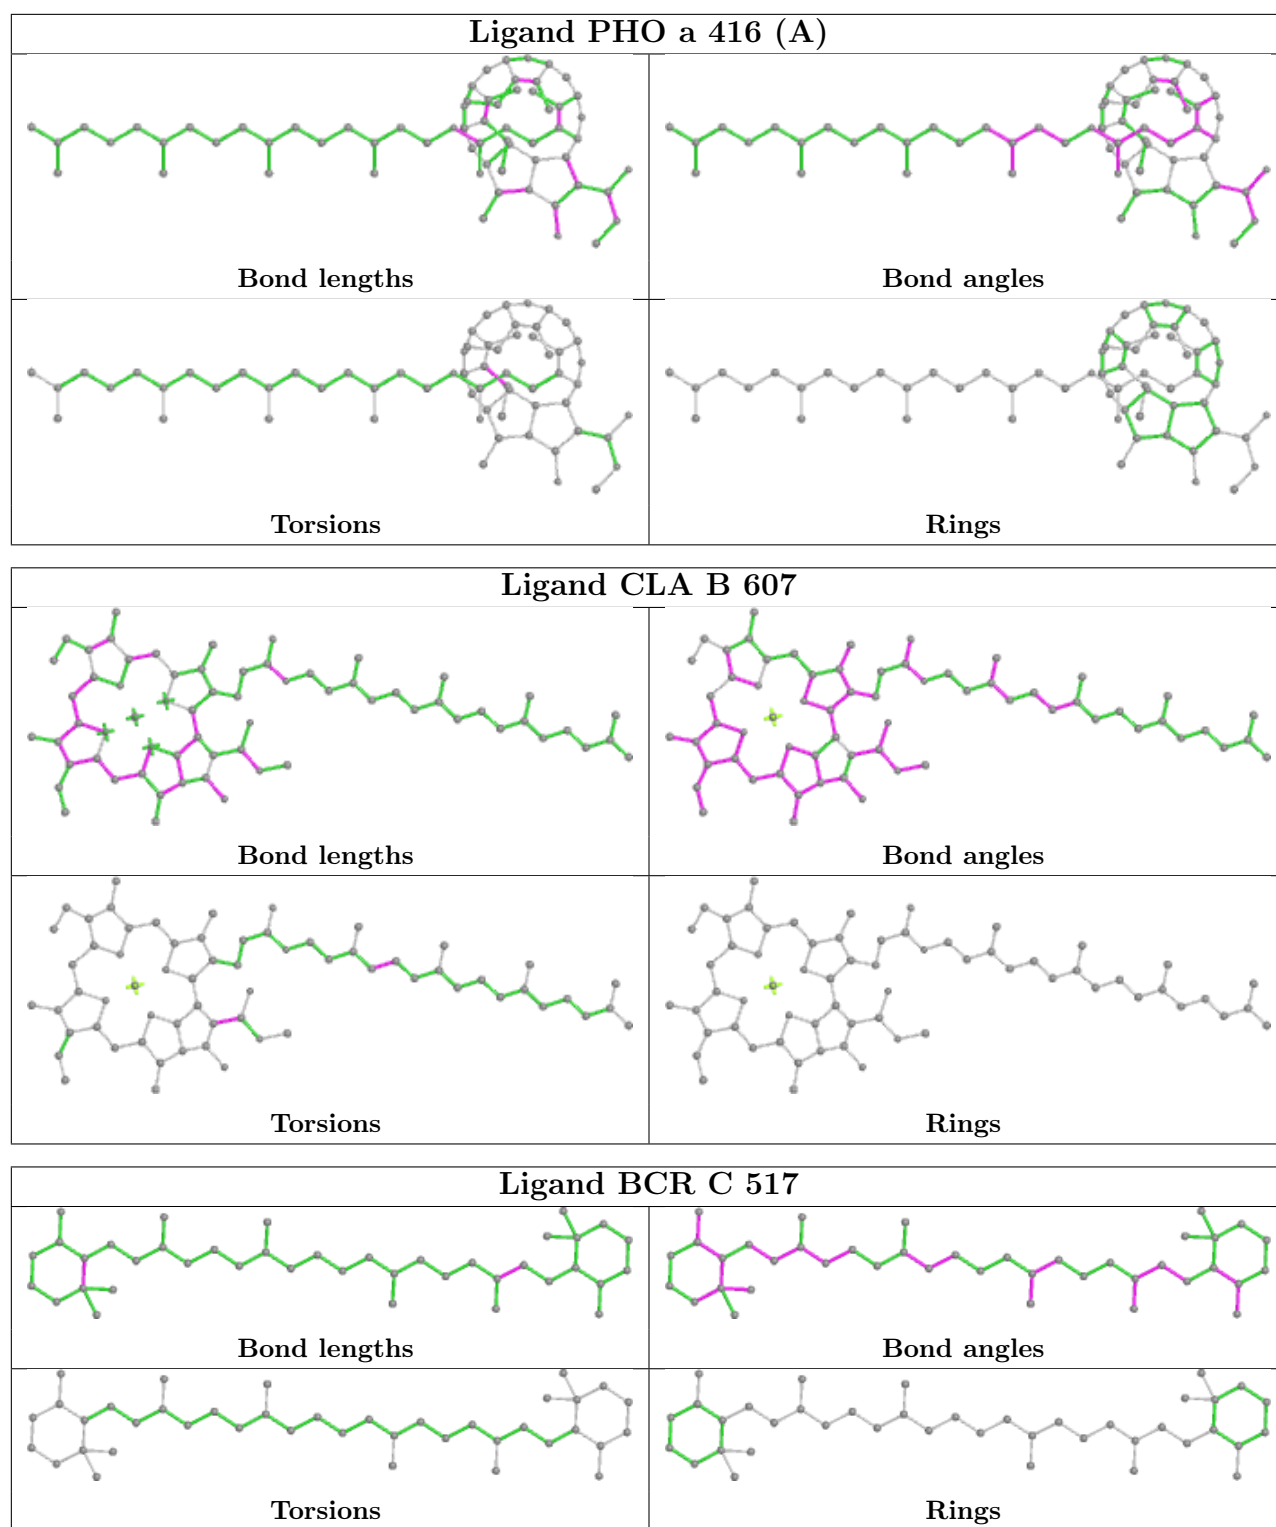 Ligand PHO a 416 (A)
Bond lengths
Bond angles
Torsions
Rings
Ligand CLA B 607
Bond lengths
Bond angles
Torsions
Rings
Ligand BCR C 517
Bond lengths
Bond angles
Torsions
Rings